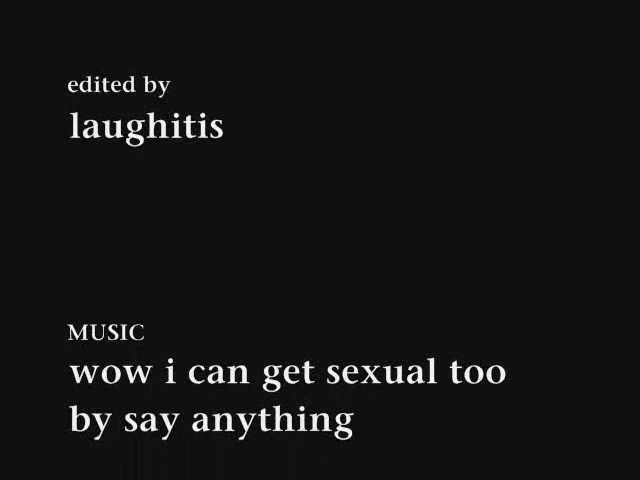 edited by
laughitis
MUSIC
wow i can get sexual too
by say anything